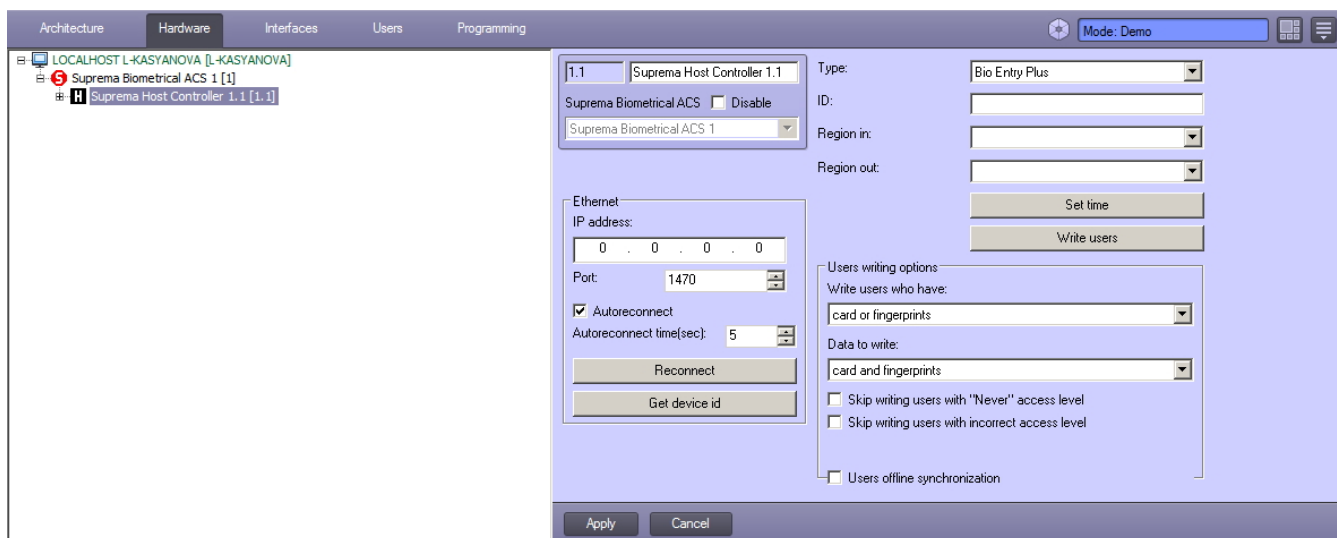 Architecture Hardware Interfaces Users Programming Mode: Demo
LOCALHOST L-KASYANOVA [L-KASYANOVA]
S Suprema Biometrical ACS 1 [1]
H Suprema Host Controller 1.1 [1.1]
1.1 Suprema Host Controller 1.1
Suprema Biometrical ACS Disable
Suprema Biometrical ACS 1
Ethernet
IP address:
0 . 0 . 0 . 0
Port: 1470
Autoreconnect
Autoreconnect time(sec): 5
Reconnect
Get device id
Type: Bio Entry Plus
ID:
Region in:
Region out:
Set time
Write users
Users writing options
Write users who have:
card or fingerprints
Data to write:
card and fingerprints
Skip writing users with "Never" access level
Skip writing users with incorrect access level
Users offline synchronization
Apply Cancel